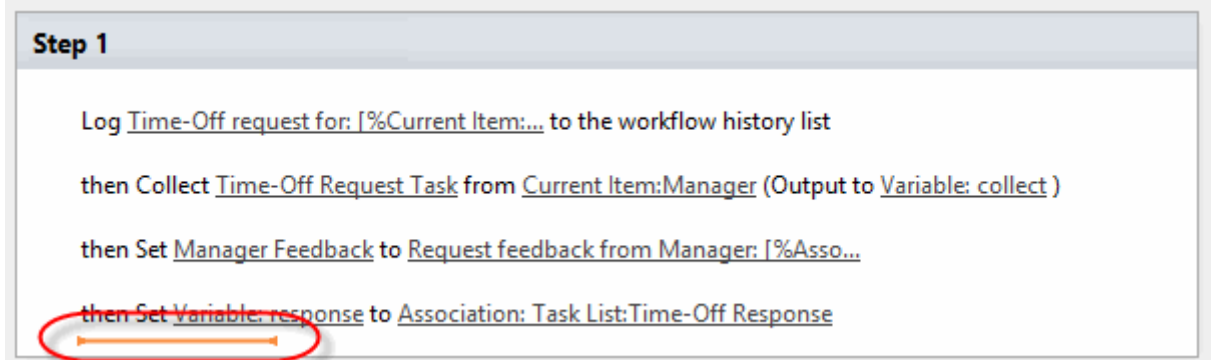 Step 1
Log Time-Off request for: [%Current Item:... to the workflow history list
then Collect Time-Off Request Task from Current Item:Manager (Output to Variable: collect )
then Set Manager Feedback to Request feedback from Manager: [%Asso...
then Set Variable: response to Association: Task List:Time-Off Response